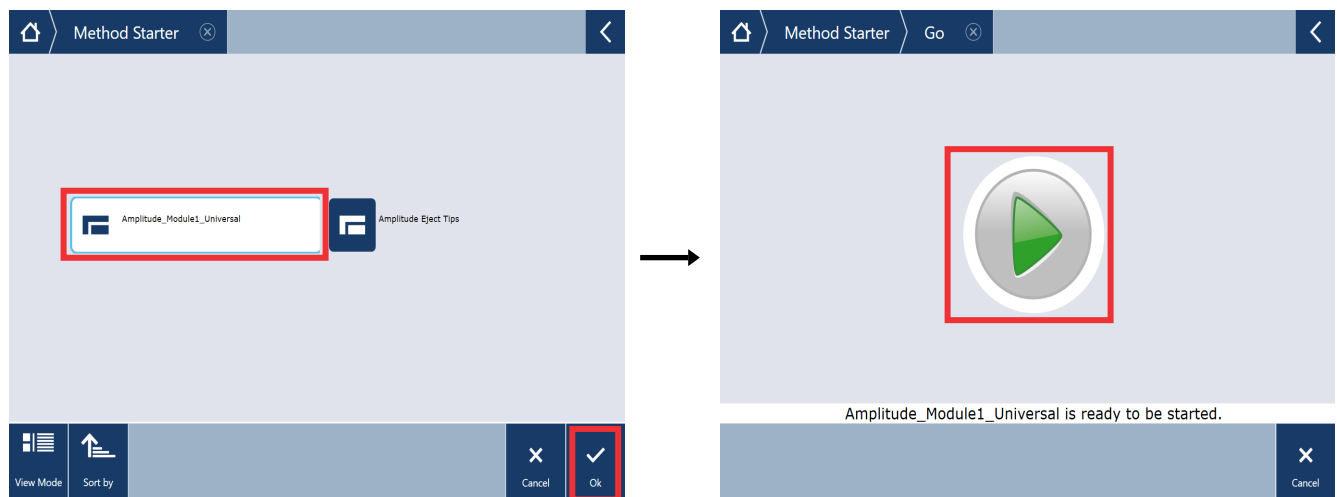 Method Starter
Amplitude_Module1_Universal
Amplitude Eject Tips
View Mode
Sort by
Cancel
Ok
Method Starter
Go
Amplitude_Module1_Universal is ready to be started.
Cancel